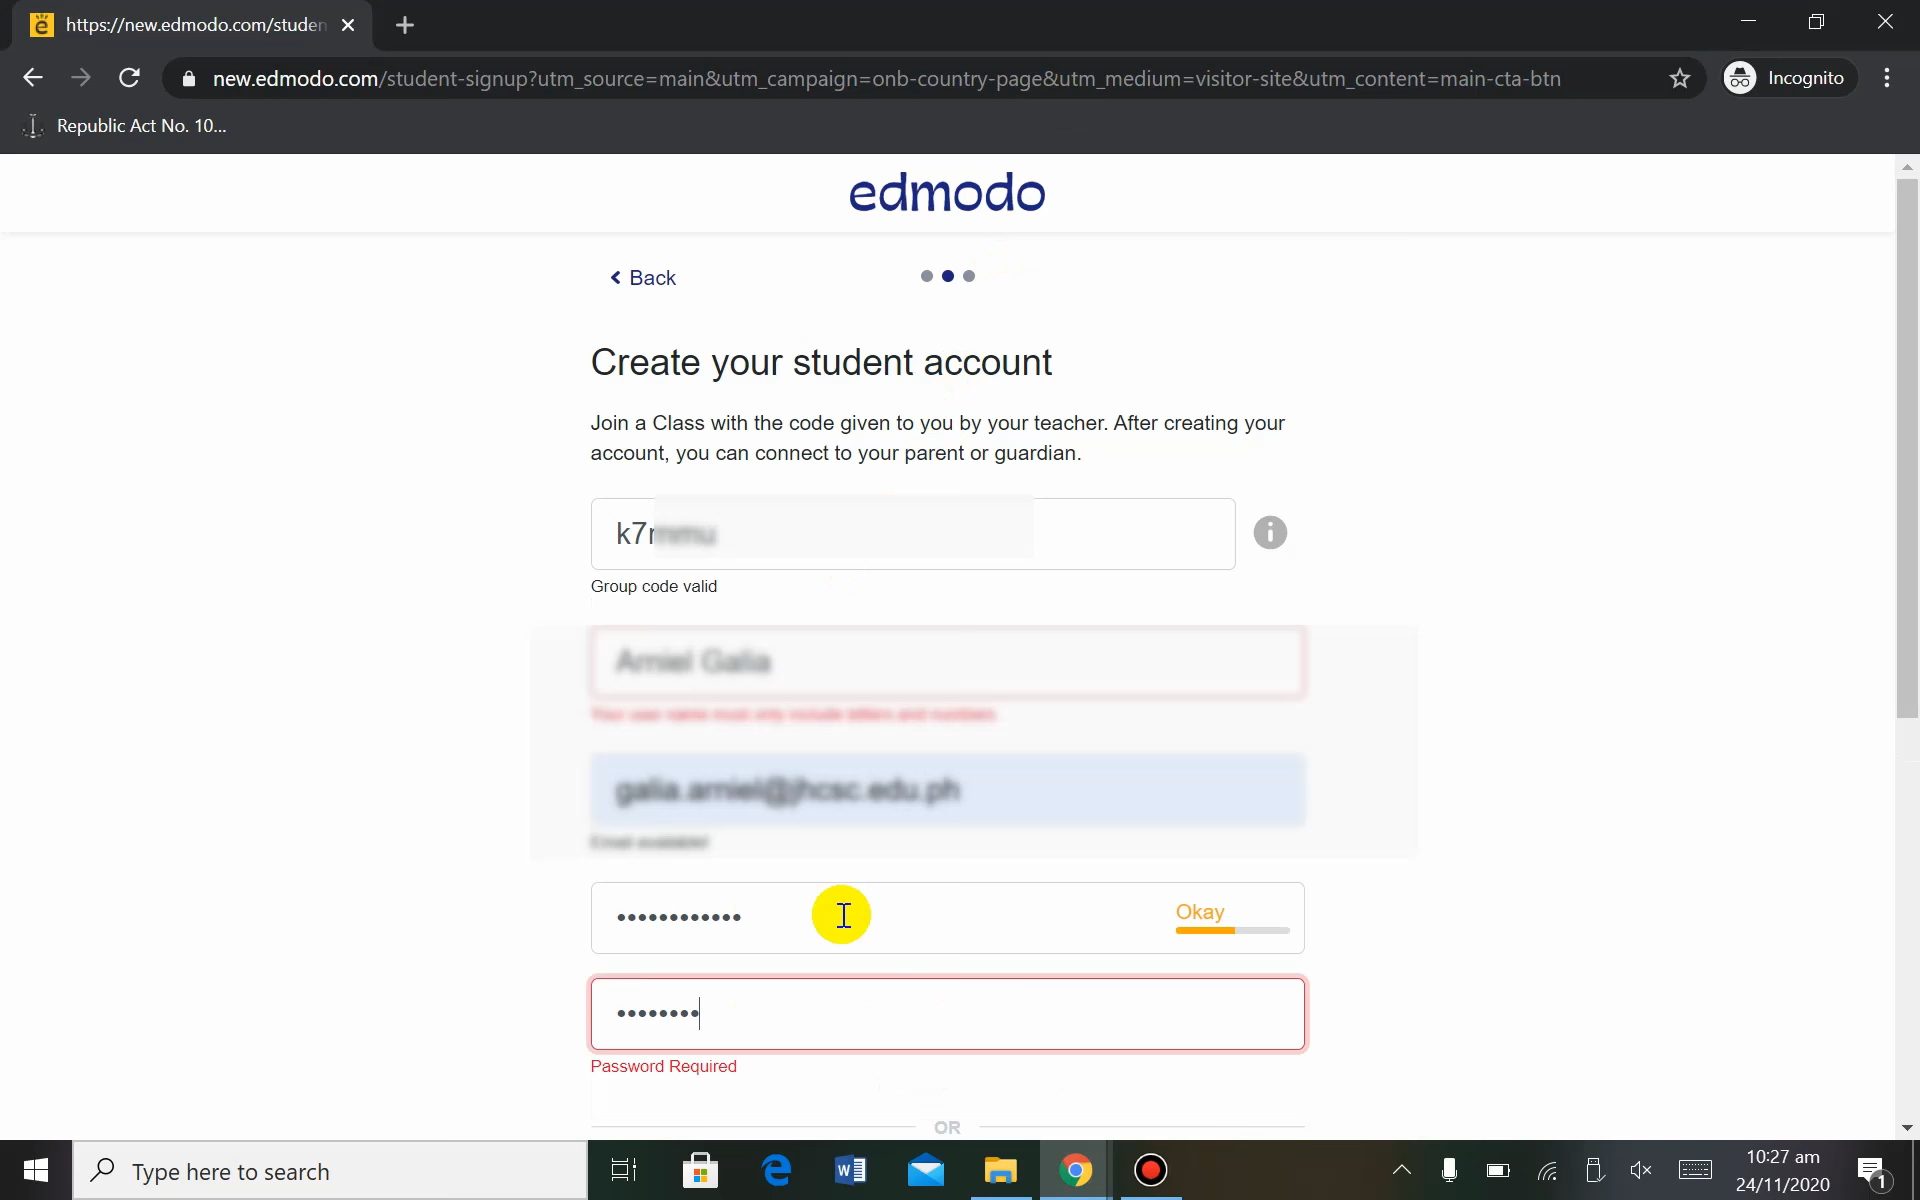 https://new.edmodo.com/studen
new.edmodo.com/student-signup?utm_source=main&utm_campaign=onb-country-page&utm_medium=visitor-site&utm_content=main-cta-btn
Incognito
Republic Act No. 10...
edmodo
Back
Create your student account
Join a Class with the code given to you by your teacher. After creating your
account, you can connect to your parent or guardian.
k7
Group code valid
Okay
Password Required
OR
Type here to search
10:27 am
24/11/2020
1